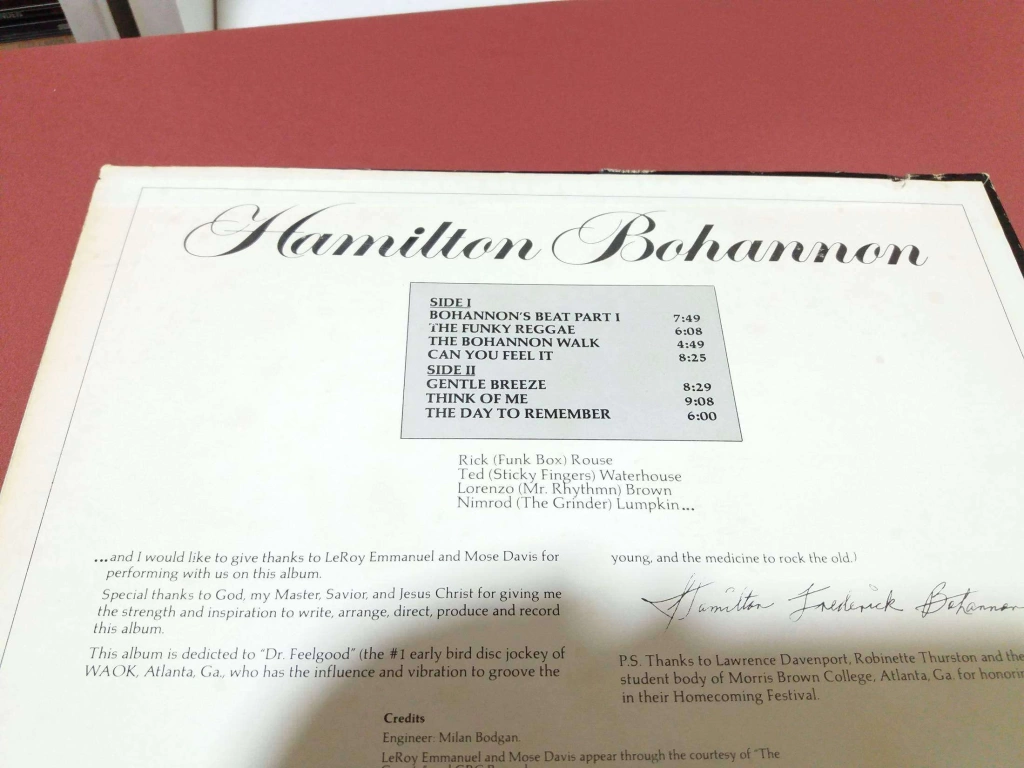 Hamilton Bohannon
SIDE I
BOHANNON'S BEAT PART I 7:49
THE FUNKY REGGAE 6:08
THE BOHANNON WALK 4:49
CAN YOU FEEL IT 8:25
SIDE II
GENTLE BREEZE 8:29
THINK OF ME 9:08
THE DAY TO REMEMBER 6:00
Rick (Funk Box) Rouse
Ted (Sticky Fingers) Waterhouse
Lorenzo (Mr. Rhythmn) Brown
Nimrod (The Grinder) Lumpkin...
...and I would like to give thanks to LeRoy Emmanuel and Mose Davis for
performing with us on this album.
Special thanks to God, my Master, Savior, and Jesus Christ for giving me
the strength and inspiration to write, arrange, direct, produce and record
this album.
This album is dedicted to "Dr. Feelgood" (the #1 early bird disc jockey of
WAOK, Atlanta, Ga., who has the influence and vibration to groove the
young, and the medicine to rock the old.)
Hamilton Frederick Bohannon
P.S. Thanks to Lawrence Davenport, Robinette Thurston and the
student body of Morris Brown College, Atlanta, Ga. for
in their Homecoming Festival.
Credits
Engineer: Milan Bodgan.
LeRoy Emmanuel and Mose Davis appear through the courtesy of "The